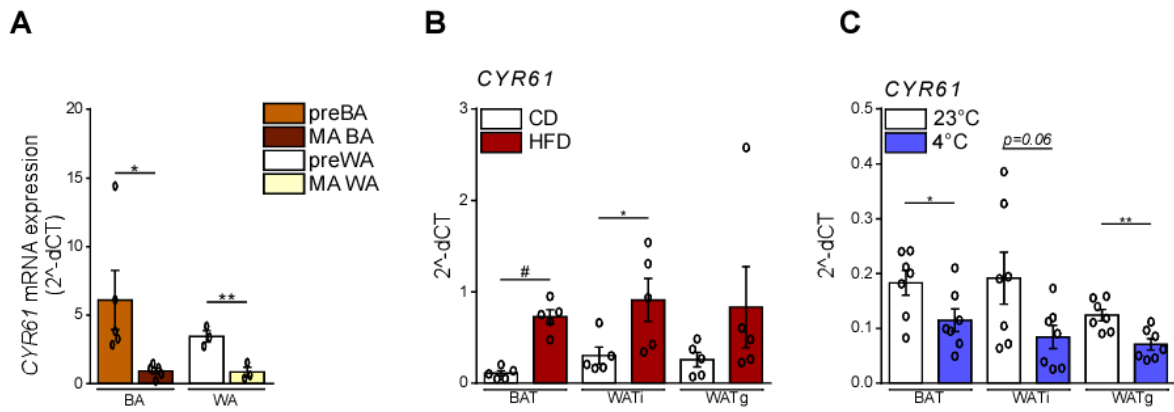 A
CYR61 mRNA expression
(2^-dCT)
20
15
10
5
0
preBA
MA BA
preWA
MA WA
*
**
BA
WA
B
CYR61
CD
HFD
2^-dCT
3
2
1
0
#
*
BAT
WATi
WATg
C
CYR61
23°C
4°C
2^-dCT
0.5
0.4
0.3
0.2
0.1
0.0
*
p=0.06
**
BAT
WATi
WATg